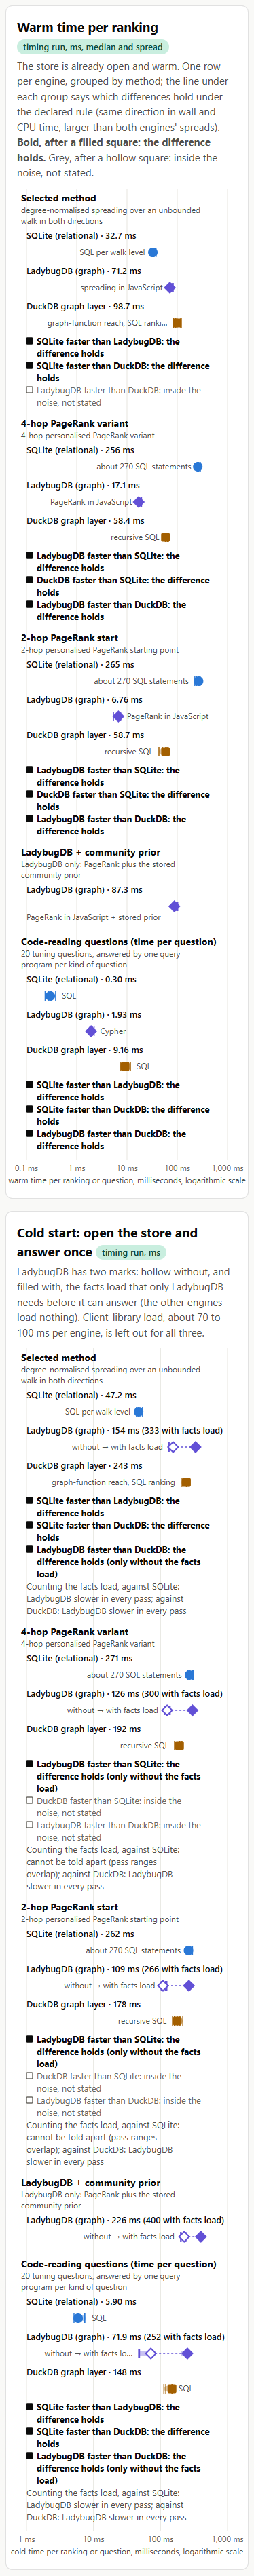 Warm time per ranking
timing run, ms, median and spread
The store is already open and warm. One row
per engine, grouped by method; the line under
each group says which differences hold under
the declared rule (same direction in wall and
CPU time, larger than both engines' spreads).
Bold, after a filled square: the difference
holds. Grey, after a hollow square: inside the
noise, not stated.
Selected method
degree-normalised spreading over an unbounded
walk in both directions
SQLite (relational) · 32.7 ms
SQL per walk level
LadybugDB (graph) · 71.2 ms
spreading in JavaScript
DuckDB graph layer · 98.7 ms
graph-function reach, SQL ranki...
SQLite faster than LadybugDB: the
difference holds
SQLite faster than DuckDB: the difference
holds
LadybugDB faster than DuckDB: inside the
noise, not stated
4-hop PageRank variant
4-hop personalised PageRank variant
SQLite (relational) · 256 ms
about 270 SQL statements
LadybugDB (graph) · 17.1 ms
PageRank in JavaScript
DuckDB graph layer · 58.4 ms
recursive SQL
LadybugDB faster than SQLite: the
difference holds
DuckDB faster than SQLite: the difference
holds
LadybugDB faster than DuckDB: the
difference holds
2-hop PageRank start
2-hop personalised PageRank starting point
SQLite (relational) · 265 ms
about 270 SQL statements
LadybugDB (graph) · 6.76 ms
PageRank in JavaScript
DuckDB graph layer · 58.7 ms
recursive SQL
LadybugDB faster than SQLite: the
difference holds
DuckDB faster than SQLite: the difference
holds
LadybugDB faster than DuckDB: the
difference holds
LadybugDB + community prior
LadybugDB only: PageRank plus the stored
community prior
LadybugDB (graph) · 87.3 ms
PageRank in JavaScript + stored prior
Code-reading questions (time per question)
20 tuning questions, answered by one query
program per kind of question
SQLite (relational) · 0.30 ms
SQL
LadybugDB (graph) · 1.93 ms
Cypher
DuckDB graph layer · 9.16 ms
SQL
SQLite faster than LadybugDB: the
difference holds
SQLite faster than DuckDB: the difference
holds
LadybugDB faster than DuckDB: the
difference holds
0.1 ms 1 ms 10 ms 100 ms 1,000 ms
warm time per ranking or question, milliseconds, logarithmic scale
Cold start: open the store and
answer once timing run, ms
LadybugDB has two marks: hollow without, and
filled with, the facts load that only LadybugDB
needs before it can answer (the other engines
load nothing). Client-library load, about 70 to
100 ms per engine, is left out for all three.
Selected method
degree-normalised spreading over an unbounded
walk in both directions
SQLite (relational) · 47.2 ms
SQL per walk level
LadybugDB (graph) · 154 ms (333 with facts load)
without → with facts load
DuckDB graph layer · 243 ms
graph-function reach, SQL ranking
SQLite faster than LadybugDB: the
difference holds
SQLite faster than DuckDB: the difference
holds
LadybugDB faster than DuckDB: the
difference holds (only without the facts
load)
Counting the facts load, against SQLite:
LadybugDB slower in every pass; against
DuckDB: LadybugDB slower in every pass
4-hop PageRank variant
4-hop personalised PageRank variant
SQLite (relational) · 271 ms
about 270 SQL statements
LadybugDB (graph) · 126 ms (300 with facts load)
without → with facts load
DuckDB graph layer · 192 ms
recursive SQL
LadybugDB faster than SQLite: the
difference holds (only without the facts
load)
DuckDB faster than SQLite: inside the
noise, not stated
LadybugDB faster than DuckDB: inside the
noise, not stated
Counting the facts load, against SQLite:
cannot be told apart (pass ranges
overlap); against DuckDB: LadybugDB
slower in every pass
2-hop PageRank start
2-hop personalised PageRank starting point
SQLite (relational) · 262 ms
about 270 SQL statements
LadybugDB (graph) · 109 ms (266 with facts load)
without → with facts load
DuckDB graph layer · 178 ms
recursive SQL
LadybugDB faster than SQLite: the
difference holds (only without the facts
load)
DuckDB faster than SQLite: inside the
noise, not stated
LadybugDB faster than DuckDB: inside the
noise, not stated
Counting the facts load, against SQLite:
cannot be told apart (pass ranges
overlap); against DuckDB: LadybugDB
slower in every pass
LadybugDB + community prior
LadybugDB only: PageRank plus the stored
community prior
LadybugDB (graph) · 226 ms (400 with facts load)
without → with facts load
Code-reading questions (time per question)
20 tuning questions, answered by one query
program per kind of question
SQLite (relational) · 5.90 ms
SQL
LadybugDB (graph) · 71.9 ms (252 with facts load)
without → with facts lo...
DuckDB graph layer · 148 ms
SQL
SQLite faster than LadybugDB: the
difference holds
SQLite faster than DuckDB: the difference
holds
LadybugDB faster than DuckDB: the
difference holds (only without the facts
load)
Counting the facts load, against SQLite:
LadybugDB slower in every pass; against
DuckDB: LadybugDB slower in every pass
1 ms 10 ms 100 ms 1,000 ms
cold time per ranking or question, milliseconds, logarithmic scale